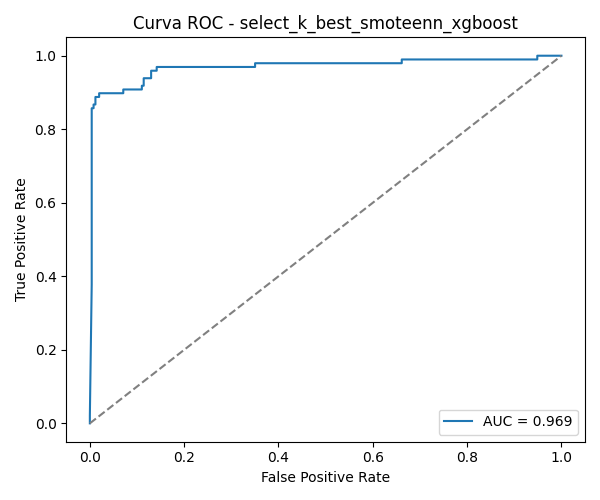 Curva ROC - select_k_best_smoteenn_xgboost
1.0
0.8
0.6
0.4
0.2
0.0
True Positive Rate
AUC = 0.969
0.0 0.2 0.4 0.6 0.8 1.0
False Positive Rate